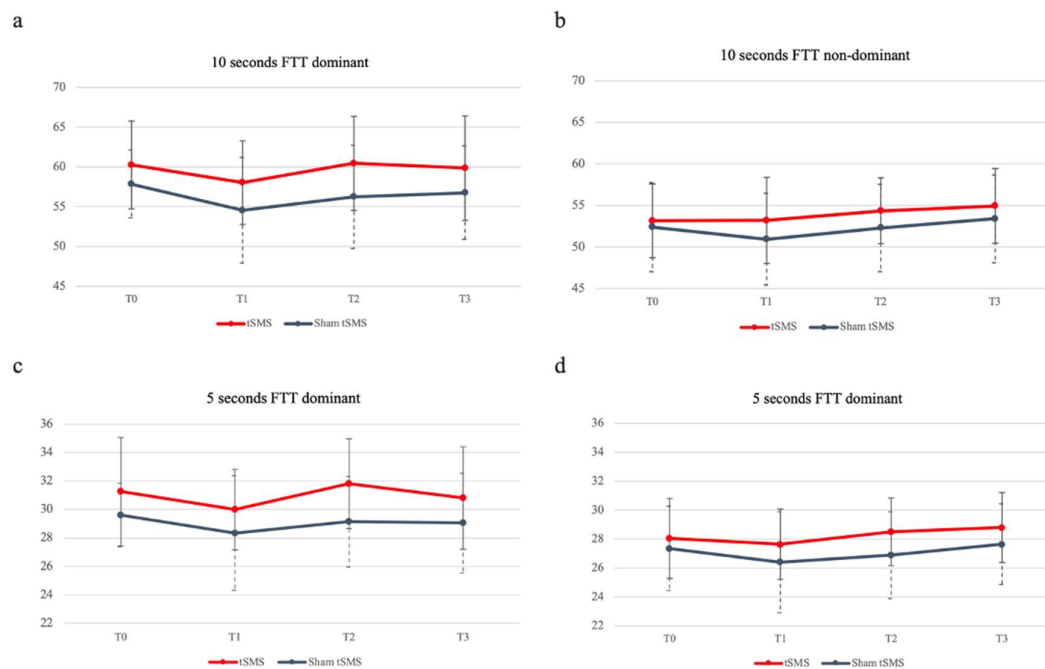 a
10 seconds FTT dominant
70
65
60
55
50
45
T0 T1 T2 T3
tSMS Sham tSMS
b
10 seconds FTT non-dominant
70
65
60
55
50
45
T0 T1 T2 T3
tSMS Sham tSMS
c
5 seconds FTT dominant
36
34
32
30
28
26
24
22
T0 T1 T2 T3
tSMS Sham tSMS
d
5 seconds FTT dominant
36
34
32
30
28
26
24
22
T0 T1 T2 T3
tSMS Sham tSMS